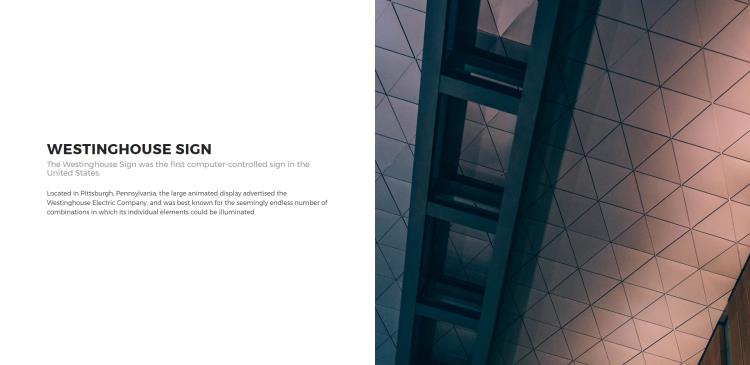 WESTINGHOUSE SIGN
The Westinghouse Sign was the first computer-controlled sign in the
United States.
Located in Pittsburgh, Pennsylvania, the large animated display advertised the
Westinghouse Electric Company, and was best known for the seemingly endless number of
combinations in which its individual elements could be illuminated.